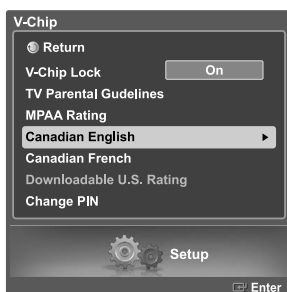 V-Chip
Return
V-Chip Lock On
TV Parental Gudelines
MPAA Rating
Canadian English
Canadian French
Downloadable U.S. Rating
Change PIN
Setup
Enter